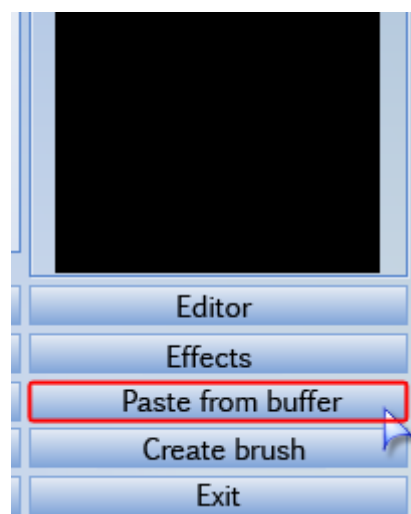 Editor
Effects
Paste from buffer
Create brush
Exit